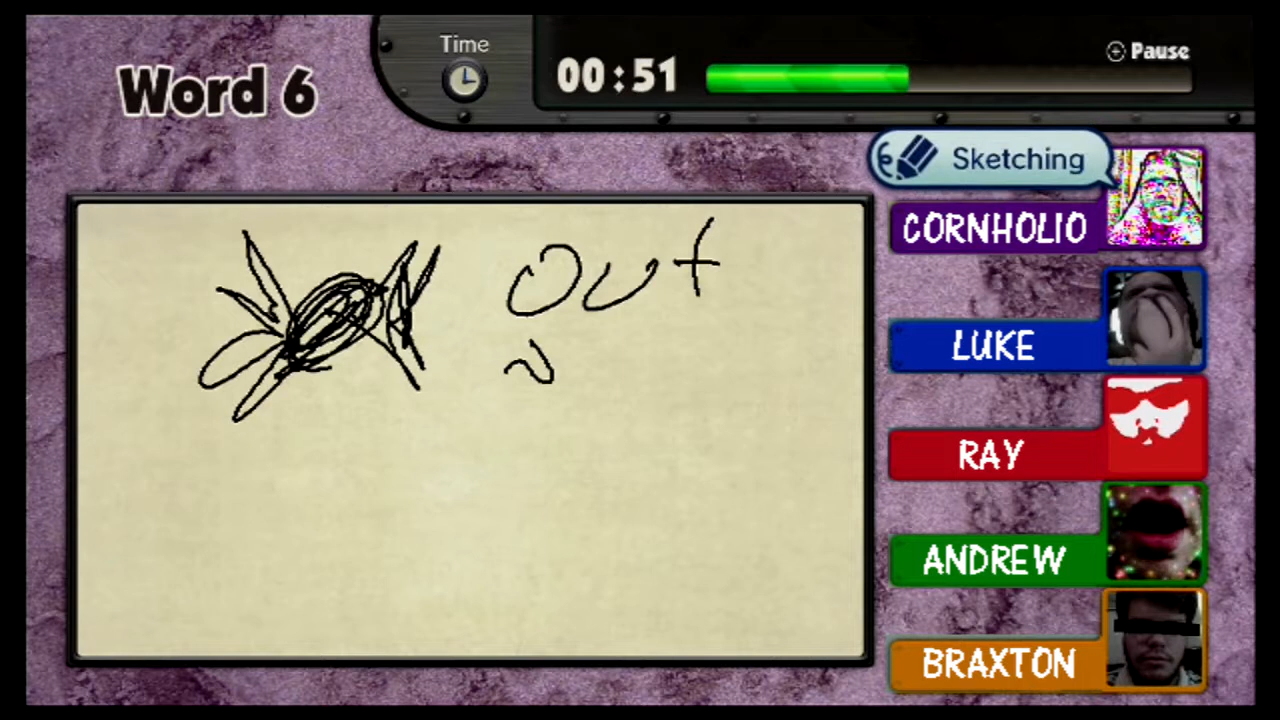 Time
00:51
Pause
Word 6
Sketching
CORNHOLIO
Out
LUKE
RAY
ANDREW
BRAXTON